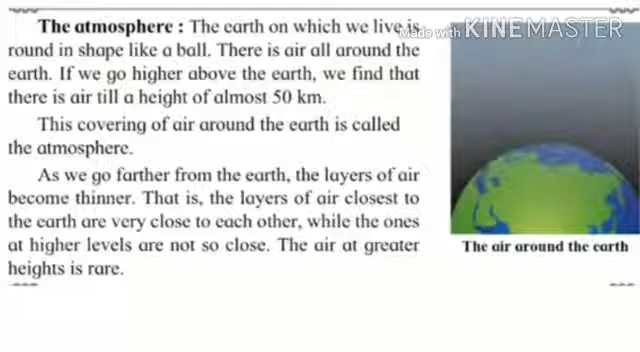 The atmosphere : The earth on which we live is
Made with KINEMASTER
round in shape like a ball. There is air all around the
earth. If we go higher above the earth, we find that
there is air till a height of almost 50 km.
This covering of air around the earth is called
the atmosphere.
As we go farther from the earth, the layers of air
become thinner. That is, the layers of air closest to
the earth are very close to each other, while the ones
at higher levels are not so close. The air at greater
heights is rare.
The air around the earth